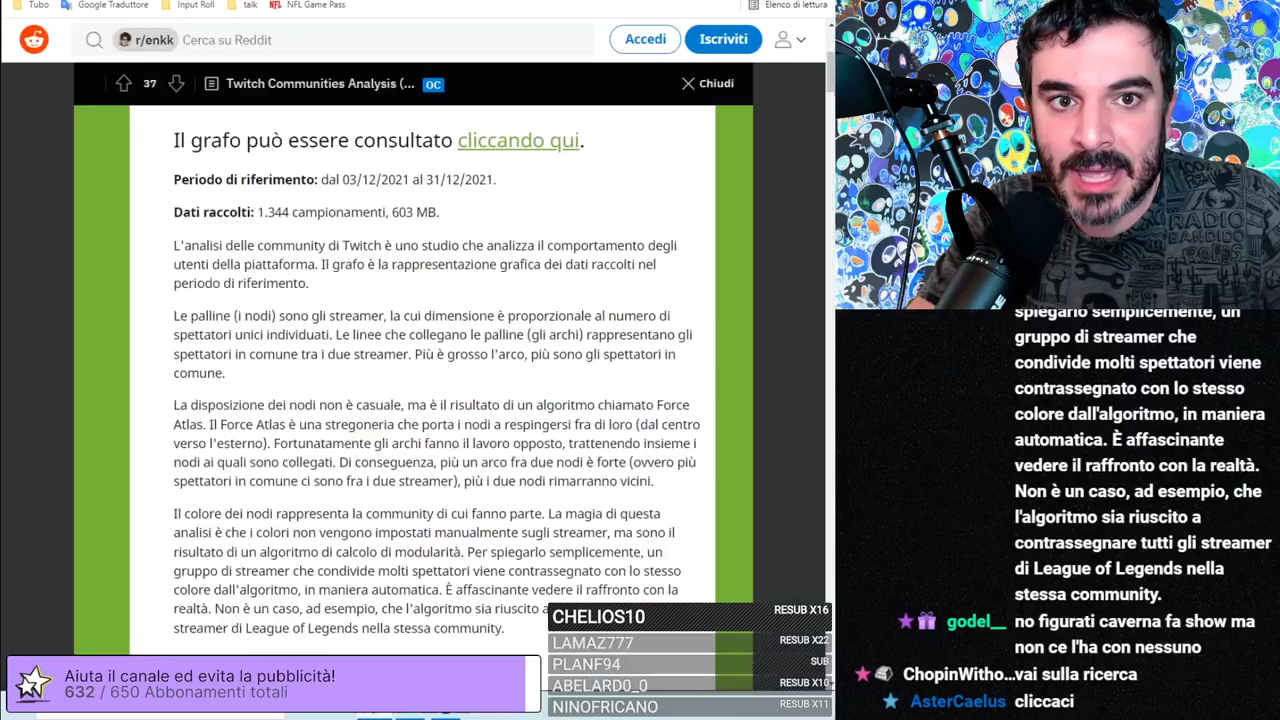 Tubo Google Traduttore Input Roll talk NFL Game Pass Elenco di lettura
r/enkk Cerca su Reddit Accedi Iscriviti
37 Twitch Communities Analysis (... OC Chiudi
Il grafo può essere consultato cliccando qui.
Periodo di riferimento: dal 03/12/2021 al 31/12/2021.
Dati raccolti: 1.344 campionamenti, 603 MB.
L'analisi delle community di Twitch è uno studio che analizza il comportamento degli
utenti della piattaforma. Il grafo è la rappresentazione grafica dei dati raccolti nel
periodo di riferimento.
Le palline (i nodi) sono gli streamer, la cui dimensione è proporzionale al numero di
spettatori unici individuati. Le linee che collegano le palline (gli archi) rappresentano gli
spettatori in comune tra i due streamer. Più è grosso l'arco, più sono gli spettatori in
comune.
La disposizione dei nodi non è casuale, ma è il risultato di un algoritmo chiamato Force
Atlas. Il Force Atlas è una stregoneria che porta i nodi a respingersi fra di loro (dal centro
verso l'esterno). Fortunatamente gli archi fanno il lavoro opposto, trattenendo insieme i
nodi ai quali sono collegati. Di conseguenza, più un arco fra due nodi è forte (ovvero più
spettatori in comune ci sono fra i due streamer), più i due nodi rimarranno vicini.
Il colore dei nodi rappresenta la community di cui fanno parte. La magia di questa
analisi è che i colori non vengono impostati manualmente sugli streamer, ma sono il
risultato di un algoritmo di calcolo di modularità. Per spiegarlo semplicemente, un
gruppo di streamer che condivide molti spettatori viene contrassegnato con lo stesso
colore dall'algoritmo, in maniera automatica. È affascinante vedere il raffronto con la
realtà. Non è un caso, ad esempio, che l'algoritmo sia riuscito a
streamer di League of Legends nella stessa community.
CHELIOS10 RESUB X16
LAMAZ777 RESUB X22
PLANF94 SUB
ABELARD0_0 RESUB X10
NINOFRICANO RESUB X11
Aiuta il canale ed evita la pubblicità!
632 / 650 Abbonamenti totali
RADIO
BANDIDO
spiegarlo semplicemente, un
gruppo di streamer che
condivide molti spettatori viene
contrassegnato con lo stesso
colore dall'algoritmo, in maniera
automatica. È affascinante
vedere il raffronto con la realtà.
Non è un caso, ad esempio, che
l'algoritmo sia riuscito a
contrassegnare tutti gli streamer
di League of Legends nella
stessa community.
godel__ no figurati caverna fa show ma
non ce l'ha con nessuno
ChopinWitho... vai sulla ricerca
AsterCaelus cliccaci